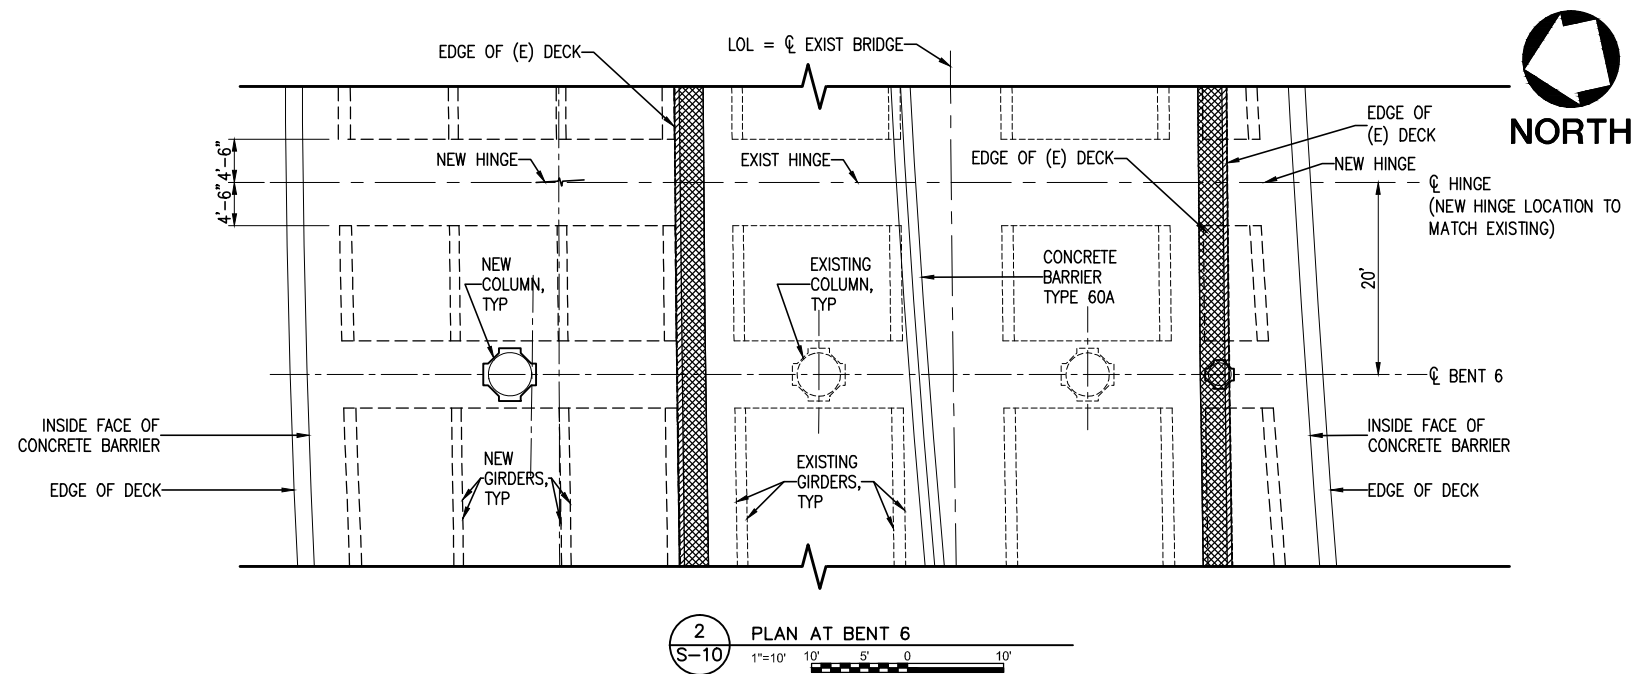 EDGE OF (E) DECK
LOL = ℄ EXIST BRIDGE
NORTH
EDGE OF
(E) DECK
4'-6"
4'-6"
NEW HINGE
EXIST HINGE
EDGE OF (E) DECK
NEW HINGE
℄ HINGE
(NEW HINGE LOCATION TO
MATCH EXISTING)
NEW
COLUMN,
TYP
EXISTING
COLUMN,
TYP
CONCRETE
BARRIER
TYPE 60A
20'
℄ BENT 6
INSIDE FACE OF
CONCRETE BARRIER
EDGE OF DECK
NEW
GIRDERS,
TYP
EXISTING
GIRDERS,
TYP
INSIDE FACE OF
CONCRETE BARRIER
EDGE OF DECK
2
S-10
PLAN AT BENT 6
1"=10'
10' 5' 0 10'